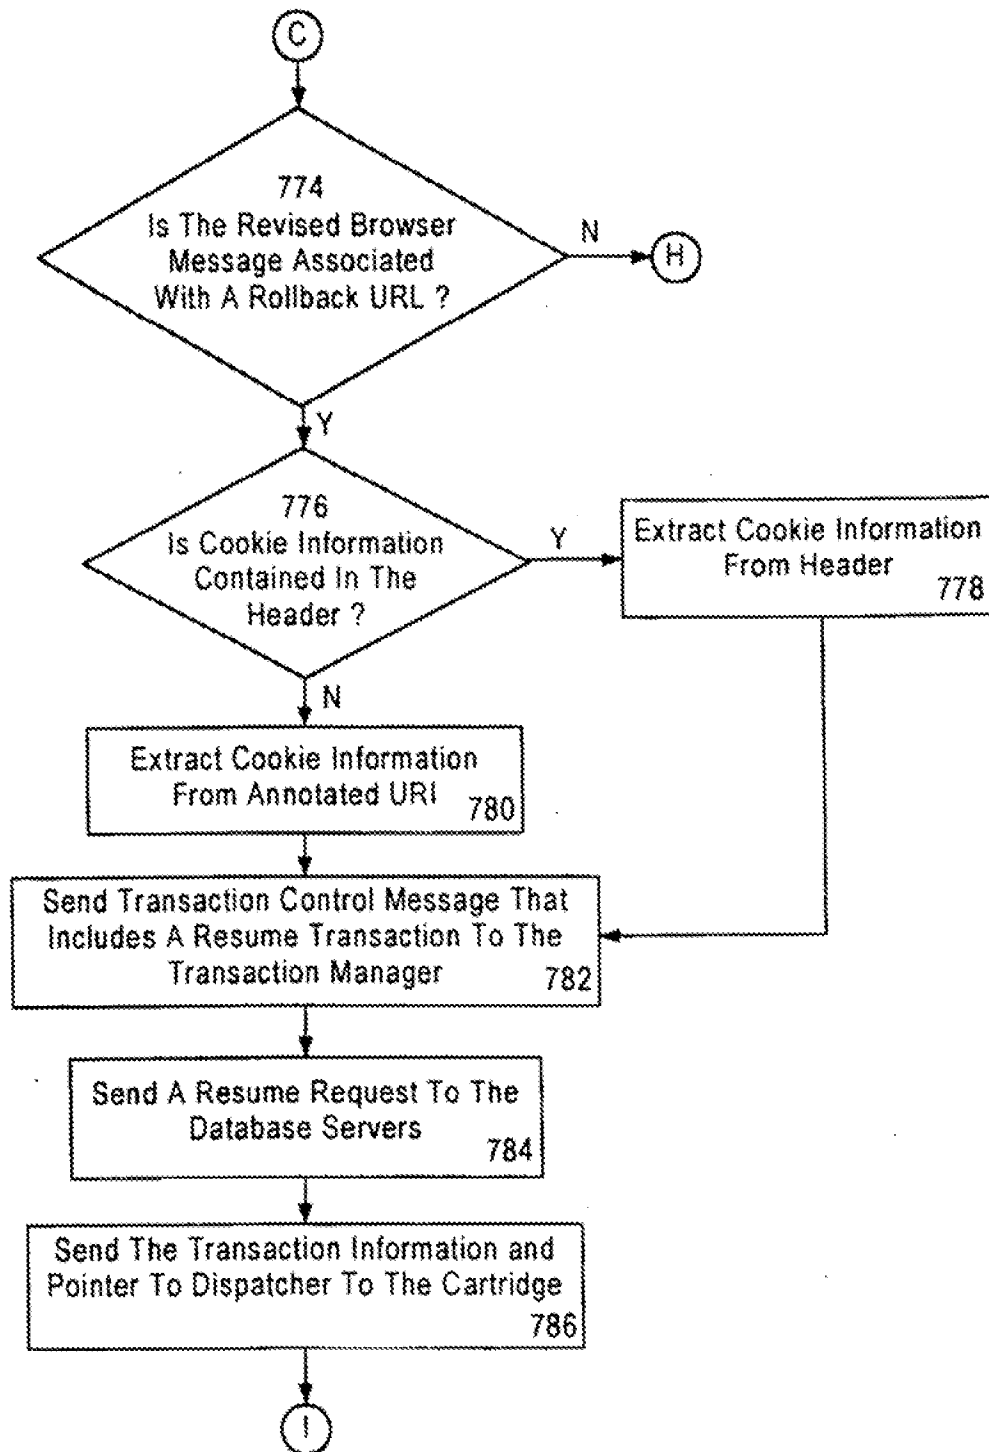 C
774
Is The Revised Browser
Message Associated
With A Rollback URL ?
N
H
Y
776
Is Cookie Information
Contained In The
Header ?
Y
Extract Cookie Information
From Header
778
N
Extract Cookie Information
From Annotated URI
780
Send Transaction Control Message That
Includes A Resume Transaction To The
Transaction Manager
782
Send A Resume Request To The
Database Servers
784
Send The Transaction Information and
Pointer To Dispatcher To The Cartridge
786
I